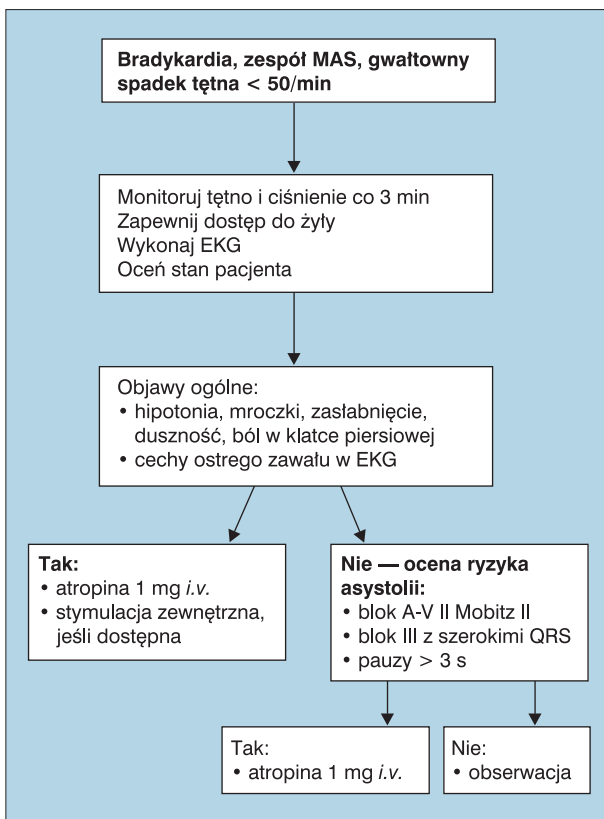 Bradykardia, zespół MAS, gwałtowny
spadek tętna < 50/min
Monitoruj tętno i ciśnienie co 3 min
Zapewnij dostęp do żyły
Wykonaj EKG
Oceń stan pacjenta
Objawy ogólne:
• hipotonia, mroczki, zasłabnięcie,
duszność, ból w klatce piersiowej
• cechy ostrego zawału w EKG
Tak:
• atropina 1 mg i.v.
• stymulacja zewnętrzna,
jeśli dostępna
Nie — ocena ryzyka
asystolii:
• blok A-V II Mobitz II
• blok III z szerokimi QRS
• pauzy > 3 s
Tak:
• atropina 1 mg i.v.
Nie:
• obserwacja